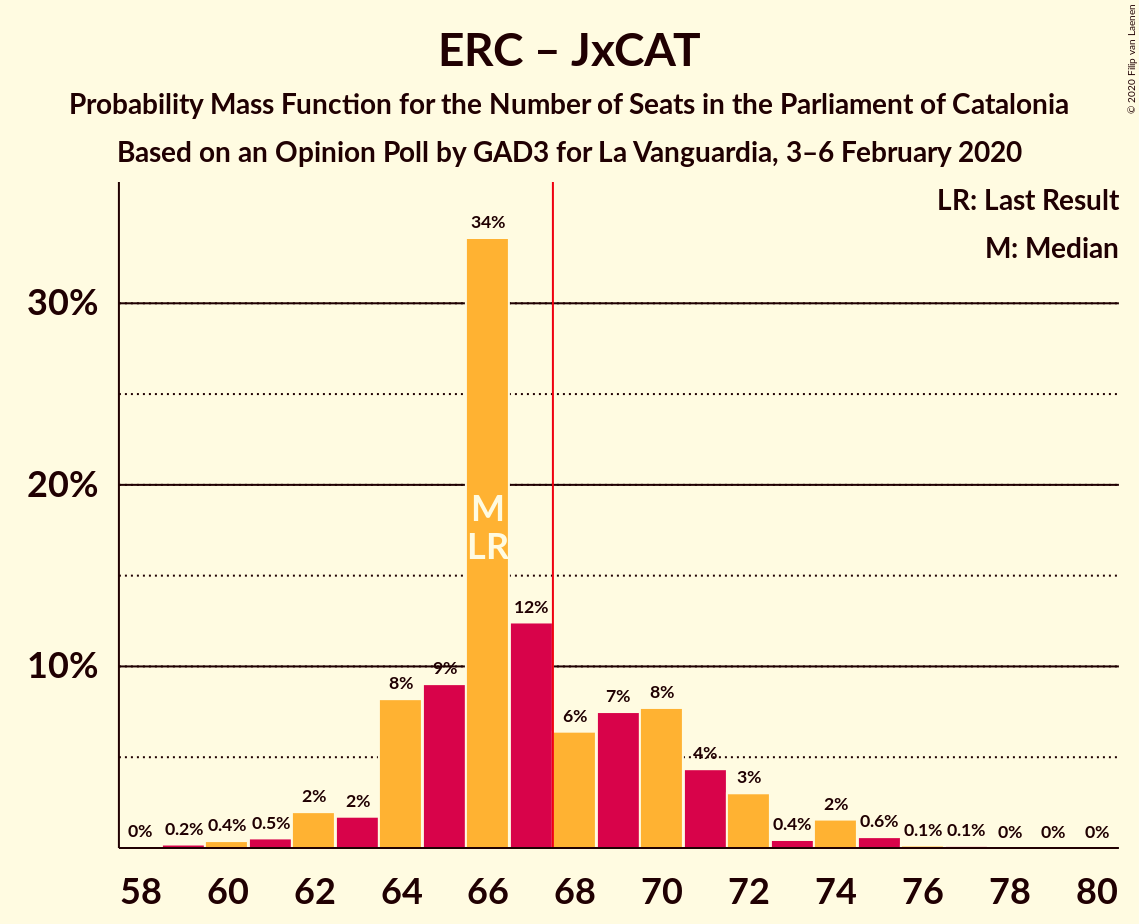 © 2020 Filip van Laenen
ERC – JxCAT
Probability Mass Function for the Number of Seats in the Parliament of Catalonia
Based on an Opinion Poll by GAD3 for La Vanguardia, 3–6 February 2020
LR: Last Result
M: Median
30%
20%
10%
0% 0.2% 0.4% 0.5% 2% 2% 8% 9% 34% 12% 6% 7% 8% 4% 3% 0.4% 2% 0.6% 0.1% 0.1% 0% 0% 0%
M
LR
58 60 62 64 66 68 70 72 74 76 78 80